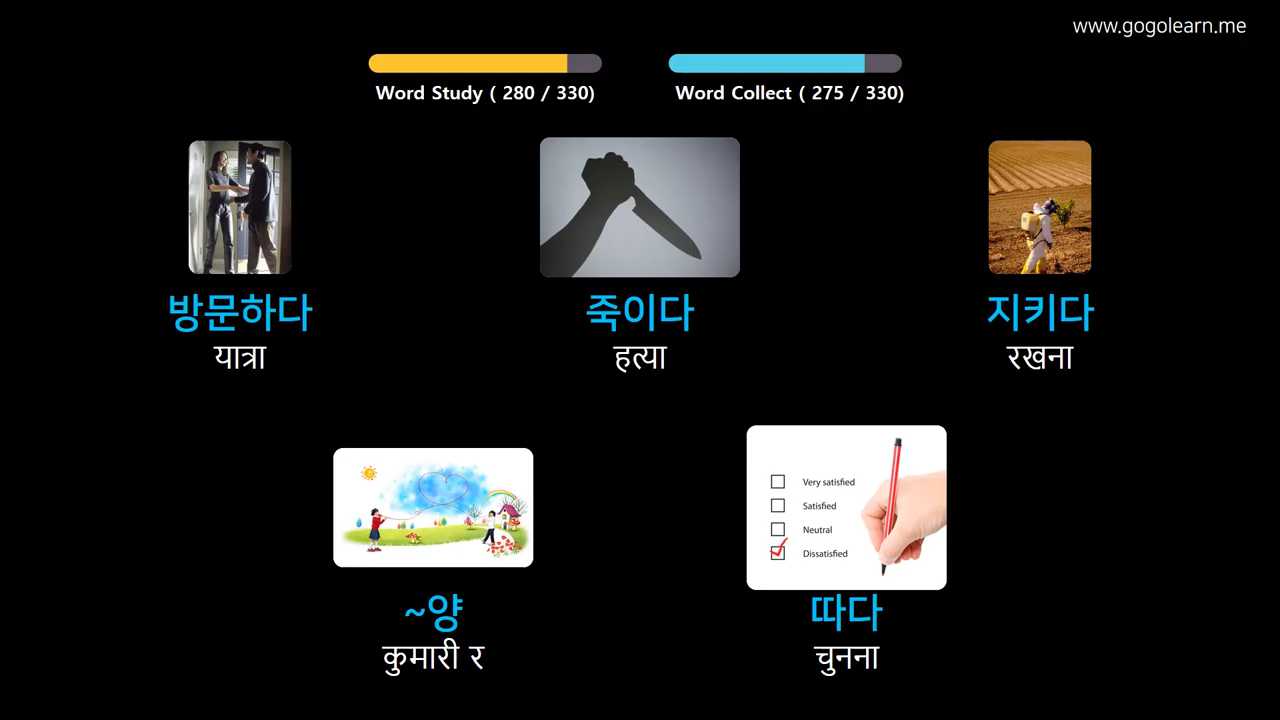 www.gogolearn.me
Word Study ( 280 / 330)
Word Collect ( 275 / 330)
방문하다
यात्रा
죽이다
हत्या
지키다
रखना
~양
कुमारी र
Very satisfied
Satisfied
Neutral
Dissatisfied
따다
चुनना